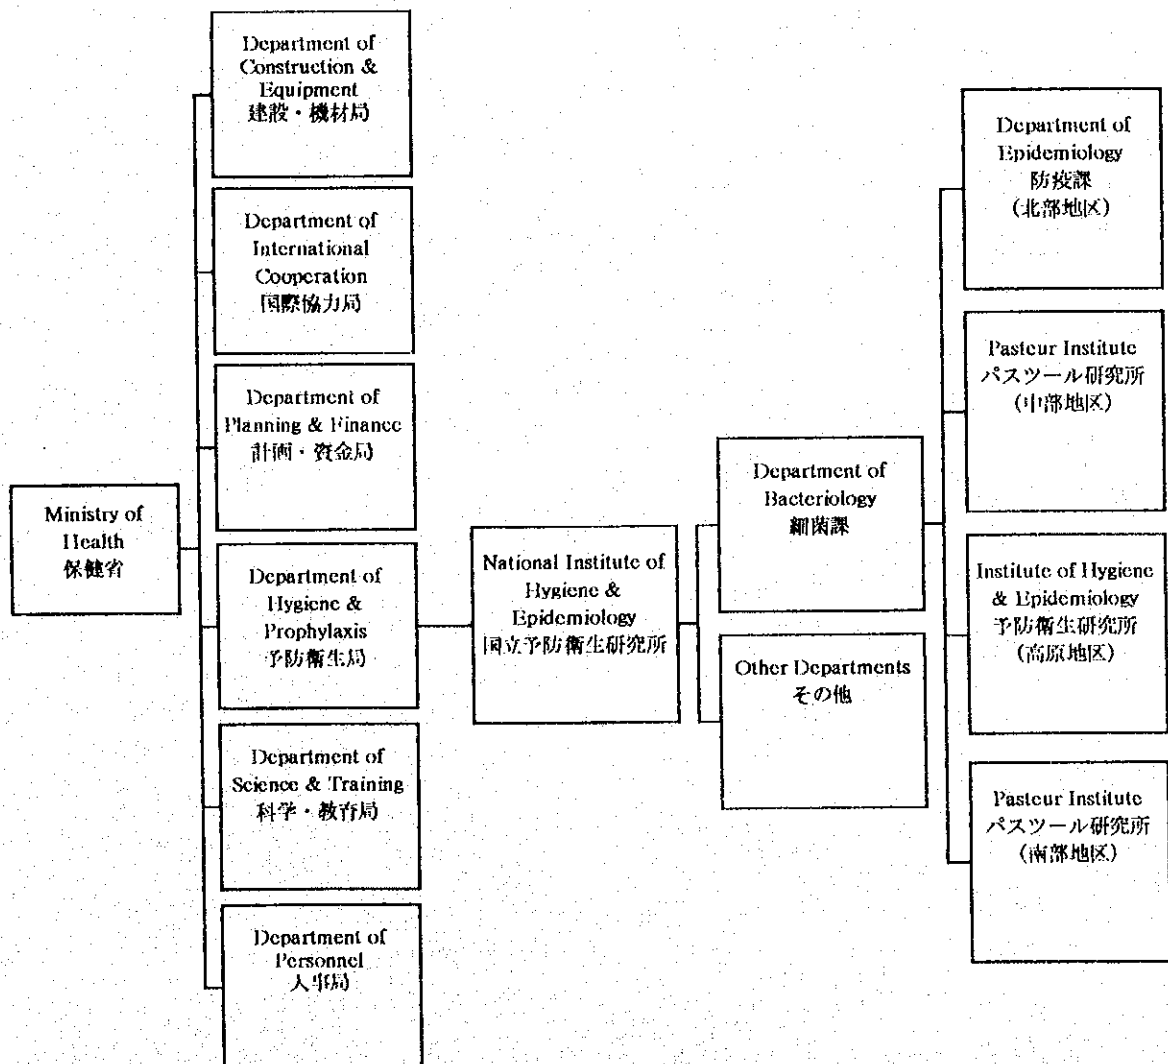 Department of
Construction &
Equipment
建設・機材局
Department of
International
Cooperation
国際協力局
Department of
Planning & Finance
計画・資金局
Ministry of
Health
保健省
Department of
Hygiene &
Prophylaxis
予防衛生局
Department of
Science & Training
科学・教育局
Department of
Personnel
人事局
National Institute of
Hygiene &
Epidemiology
国立予防衛生研究所
Department of
Bacteriology
細菌課
Other Departments
その他
Department of
Epidemiology
防疫課
(北部地区)
Pasteur Institute
パスツール研究所
(中部地区)
Institute of Hygiene
& Epidemiology
予防衛生研究所
(高原地区)
Pasteur Institute
パスツール研究所
(南部地区)